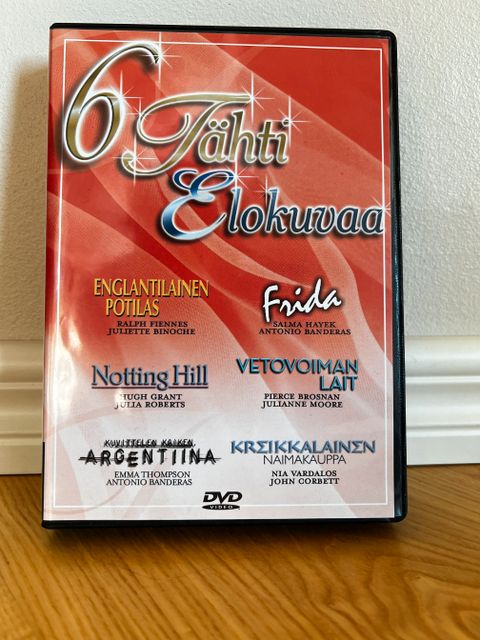 6 Tähti
Elokuvaa
ENGLANTILAINEN
POTILAS
RALPH FIENNES
JULIETTE BINOCHE
Frida
SALMA HAYEK
ANTONIO BANDERAS
Notting Hill
HUGH GRANT
JULIA ROBERTS
VETOVOIMAN
LAIT
PIERCE BROSNAN
JULIANNE MOORE
KUVITTELEN KAIKEN,
ARGENTIINA
EMMA THOMPSON
ANTONIO BANDERAS
KREIKKALAINEN
NAIMAKAUPPA
NIA VARDALOS
JOHN CORBETT
DVD
VIDEO